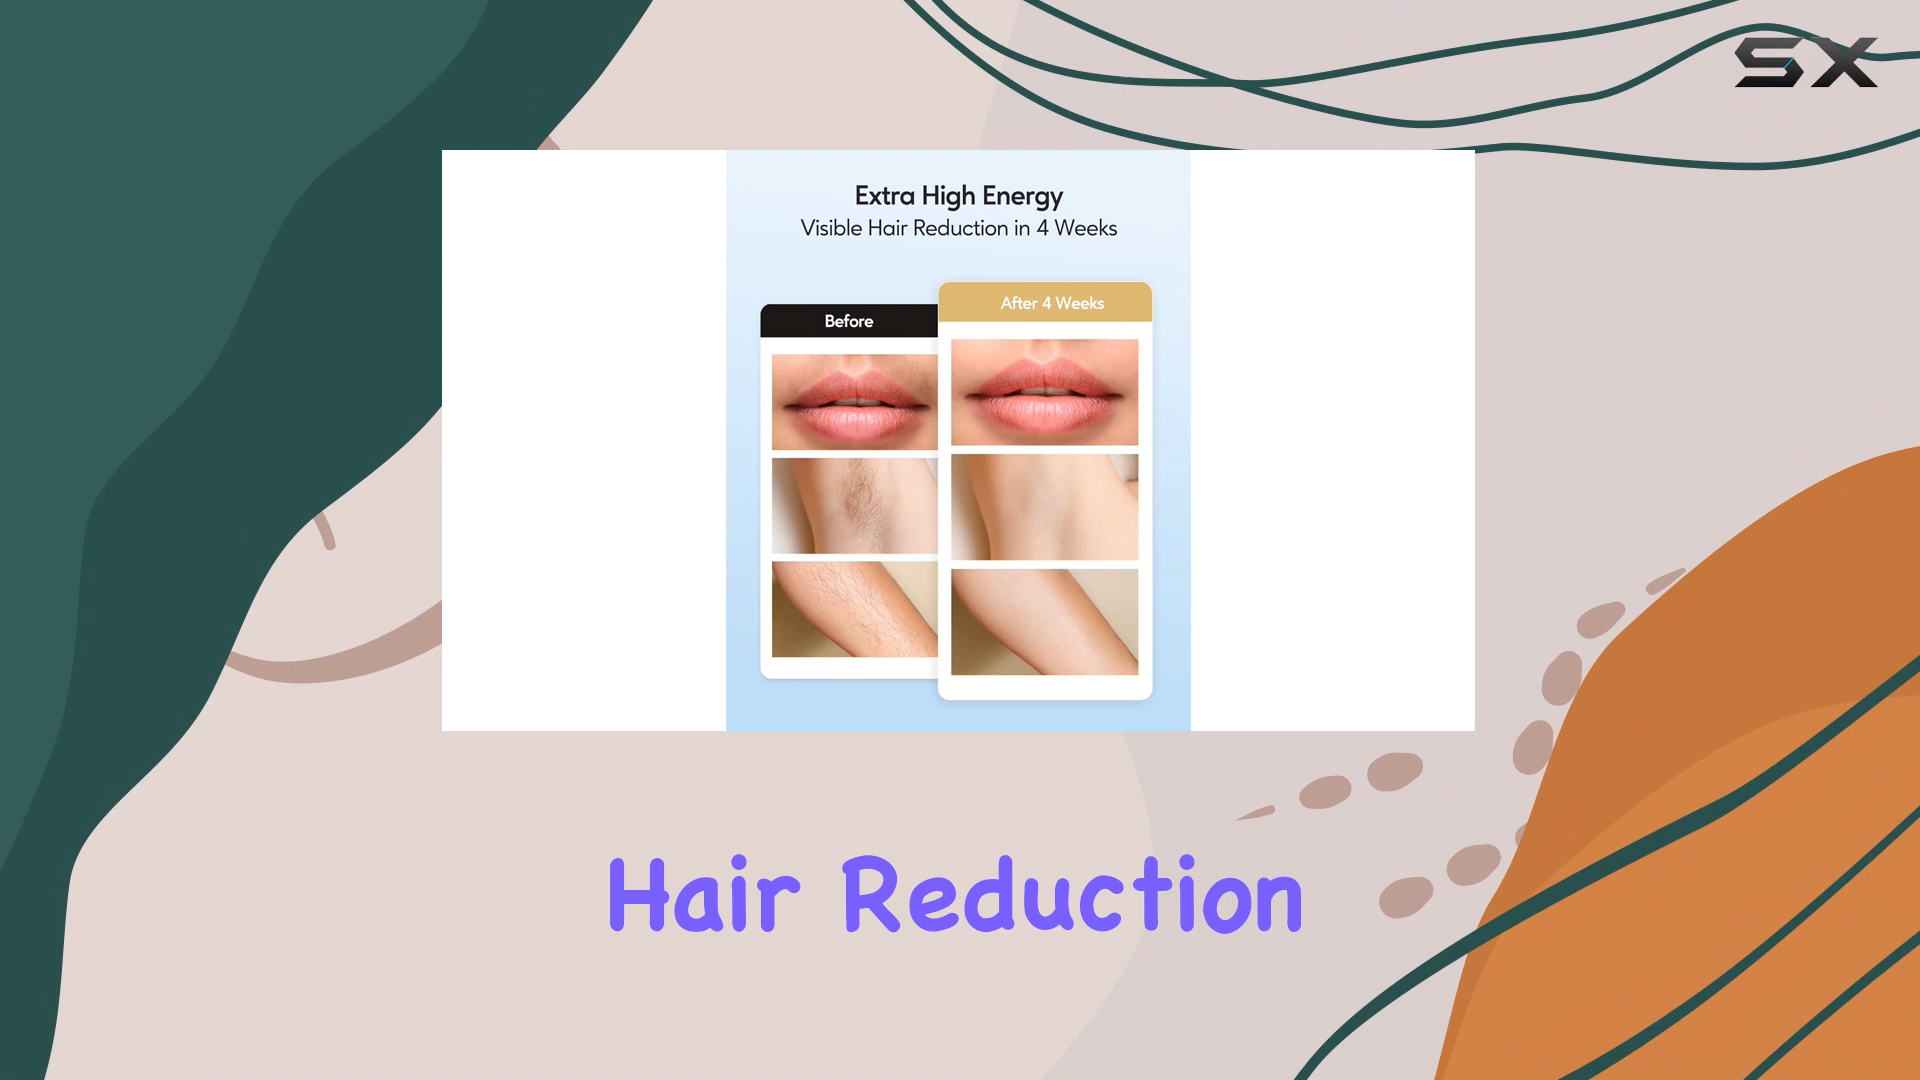 SX
Extra High Energy
Visible Hair Reduction in 4 Weeks
Before
After 4 Weeks
Hair Reduction